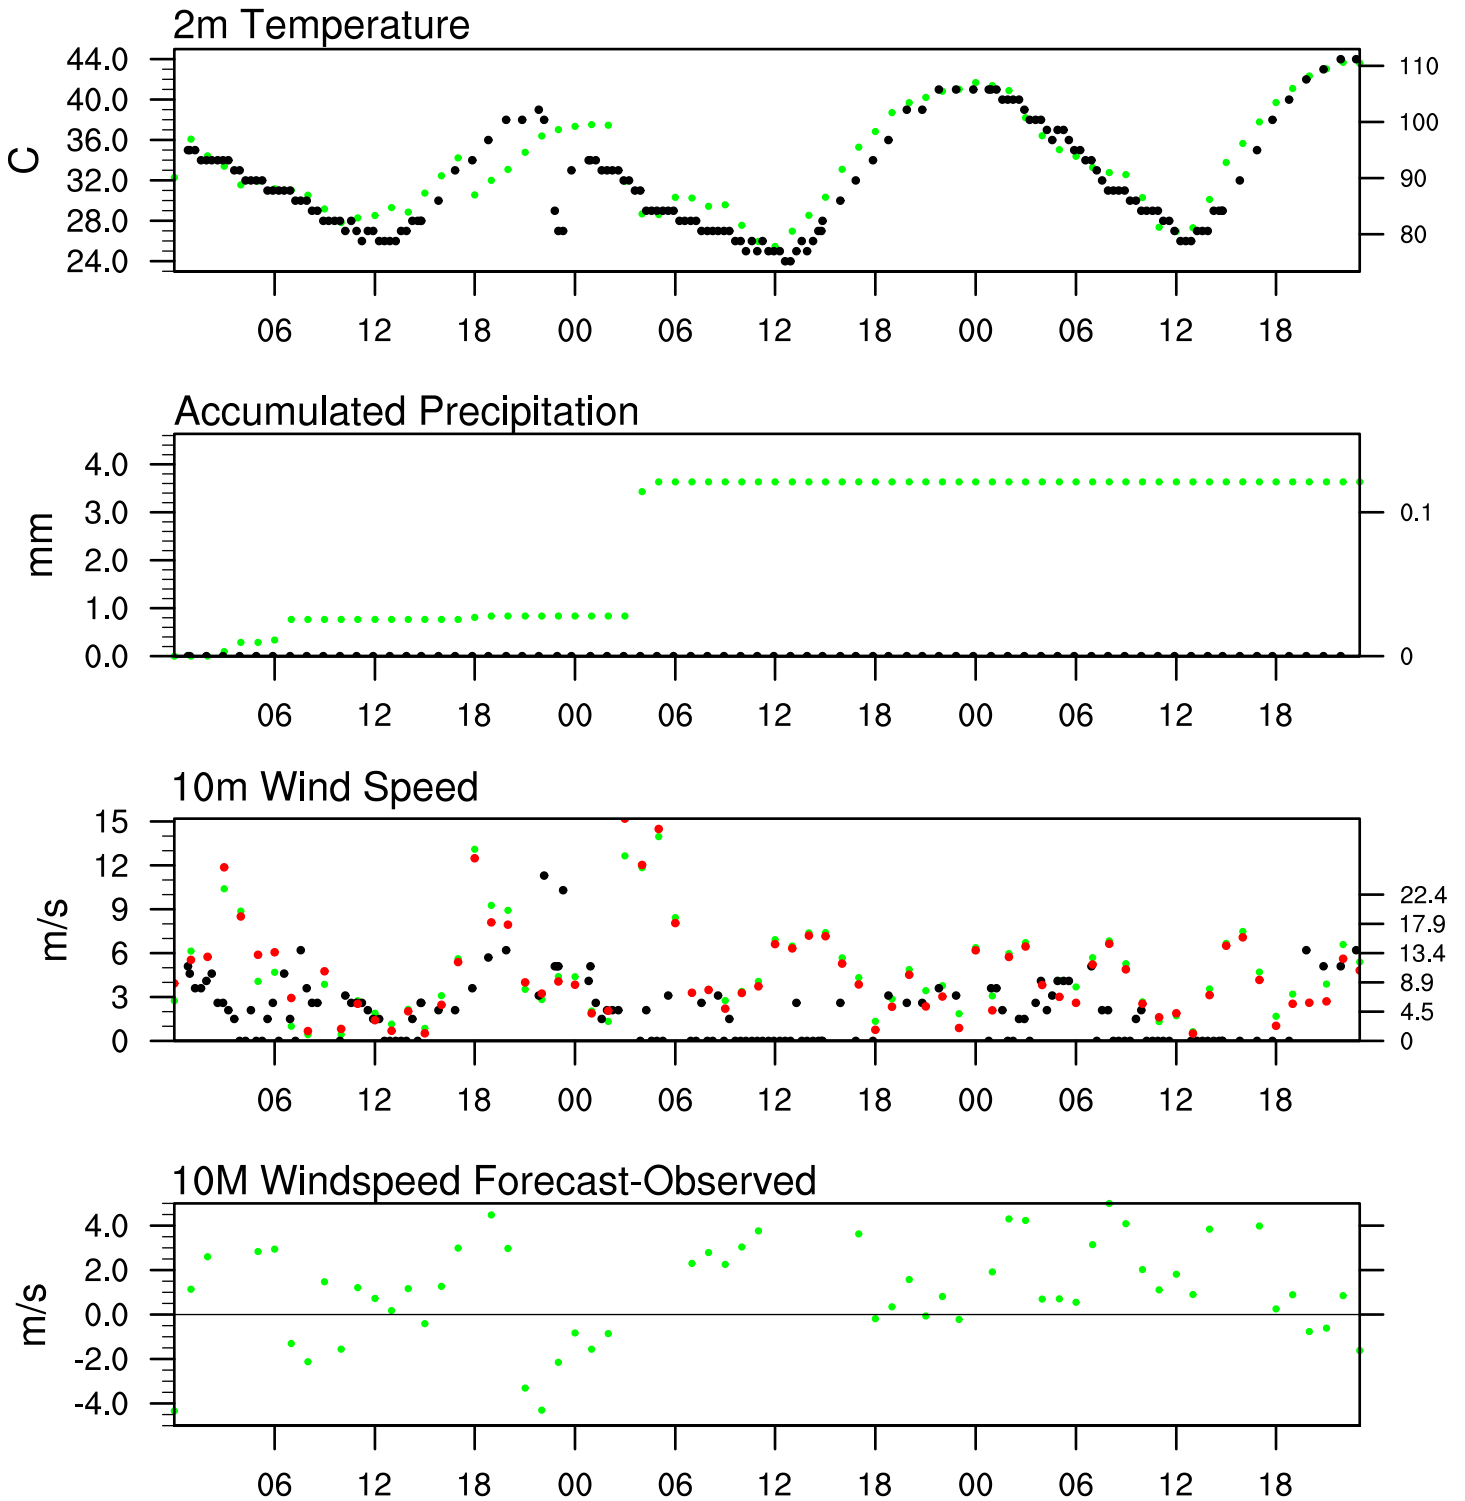 2m Temperature
44.0 110
40.0 100
36.0
C
32.0 90
28.0
24.0 80
06 12 18 00 06 12 18 00 06 12 18
Accumulated Precipitation
4.0
3.0 0.1
mm
2.0
1.0
0.0 0
06 12 18 00 06 12 18 00 06 12 18
10m Wind Speed
15
12
22.4
9
17.9
m/s
6 13.4
8.9
3
4.5
0 0
06 12 18 00 06 12 18 00 06 12 18
10M Windspeed Forecast-Observed
4.0
2.0
m/s
0.0
-2.0
-4.0
06 12 18 00 06 12 18 00 06 12 18